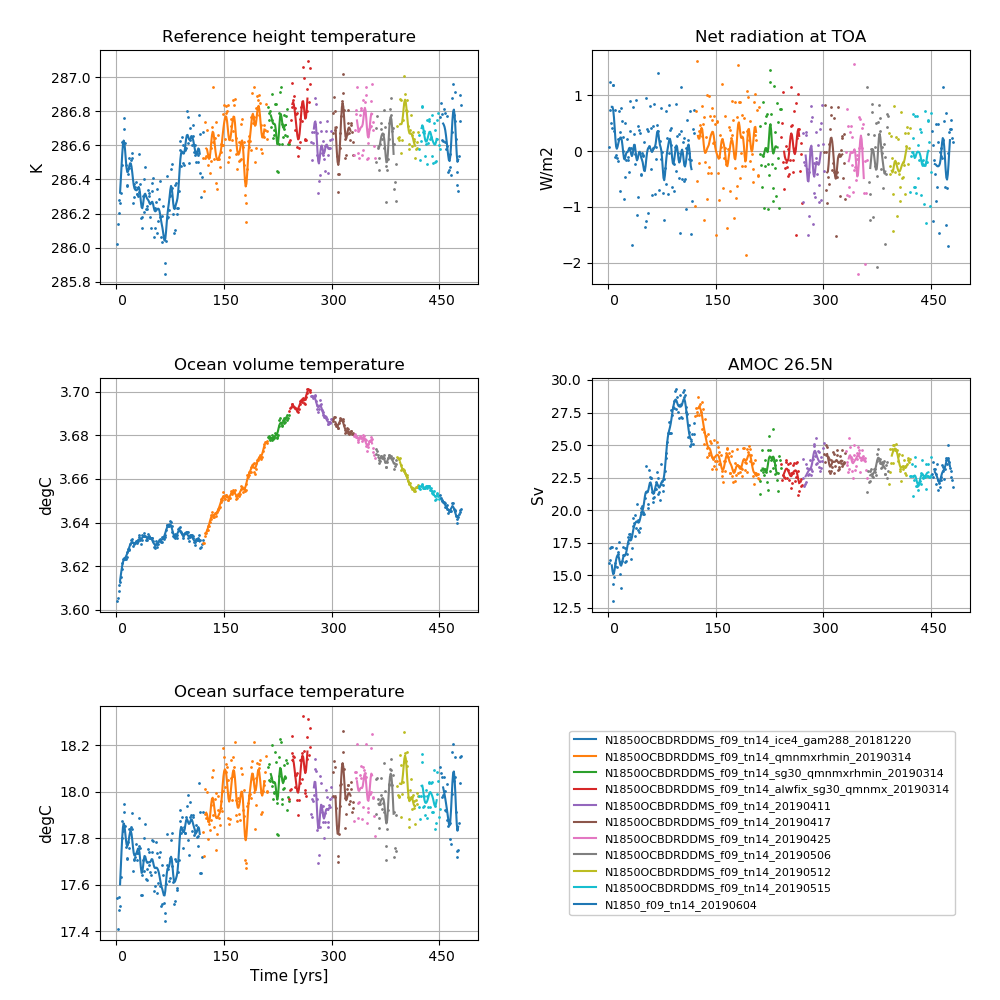 Reference height temperature
K
287.0
286.8
286.6
286.4
286.2
286.0
285.8
0 150 300 450
Net radiation at TOA
W/m2
1
0
−1
−2
0 150 300 450
Ocean volume temperature
degC
3.70
3.68
3.66
3.64
3.62
3.60
0 150 300 450
AMOC 26.5N
Sv
30.0
27.5
25.0
22.5
20.0
17.5
15.0
12.5
0 150 300 450
Ocean surface temperature
degC
18.2
18.0
17.8
17.6
17.4
0 150 300 450
Time [yrs]
N1850OCBDRDDMS_f09_tn14_ice4_gam288_20181220
N1850OCBDRDDMS_f09_tn14_qmnmxrhmin_20190314
N1850OCBDRDDMS_f09_tn14_sg30_qmnmxrhmin_20190314
N1850OCBDRDDMS_f09_tn14_alwfix_sg30_qmnmx_20190314
N1850OCBDRDDMS_f09_tn14_20190411
N1850OCBDRDDMS_f09_tn14_20190417
N1850OCBDRDDMS_f09_tn14_20190425
N1850OCBDRDDMS_f09_tn14_20190506
N1850OCBDRDDMS_f09_tn14_20190512
N1850OCBDRDDMS_f09_tn14_20190515
N1850_f09_tn14_20190604